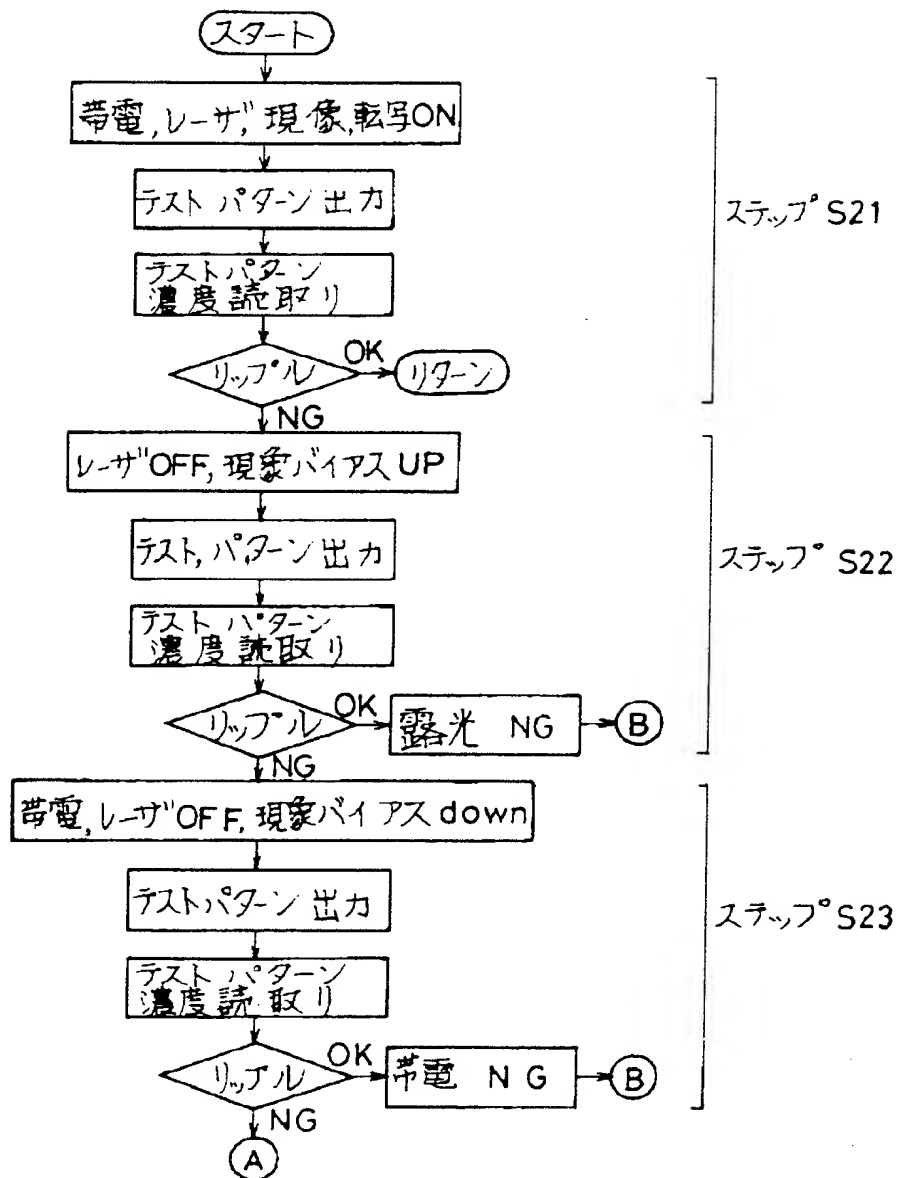 スタート
帯電,レーザ,現像,転写ON
テストパターン出力
テストパターン
濃度読取り
リップル
OK
リターン
NG
ステップS21
レーザOFF,現象バイアスUP
テスト,パターン出力
テストパターン
濃度読取り
リップル
OK
露光 NG
B
NG
ステップ S22
帯電,レーザOFF,現象バイアスdown
テストパターン出力
テストパターン
濃度読取り
リップル
OK
帯電 NG
B
NG
ステップS23
A